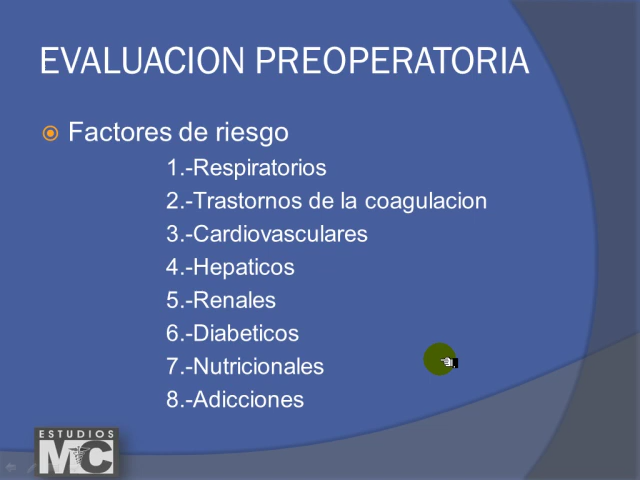 EVALUACION PREOPERATORIA
Factores de riesgo
1.-Respiratorios
2.-Trastornos de la coagulacion
3.-Cardiovasculares
4.-Hepaticos
5.-Renales
6.-Diabeticos
7.-Nutricionales
8.-Adicciones
ESTUDIOS
MC